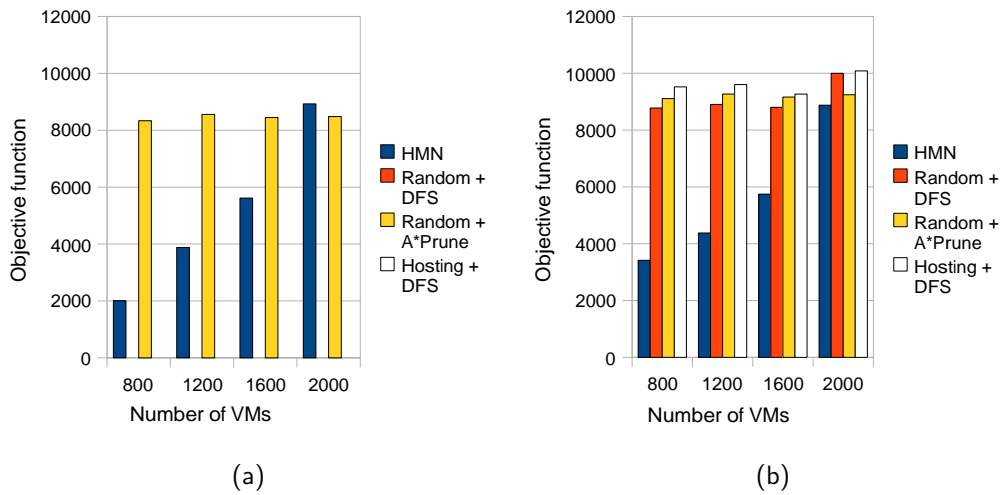 12000
10000
8000
6000
4000
2000
0
Objective function
800 1200 1600 2000
Number of VMs
HMN
Random +
DFS
Random +
A*Prune
Hosting +
DFS
(a)
12000
10000
8000
6000
4000
2000
0
Objective function
800 1200 1600 2000
Number of VMs
HMN
Random +
DFS
Random +
A*Prune
Hosting +
DFS
(b)